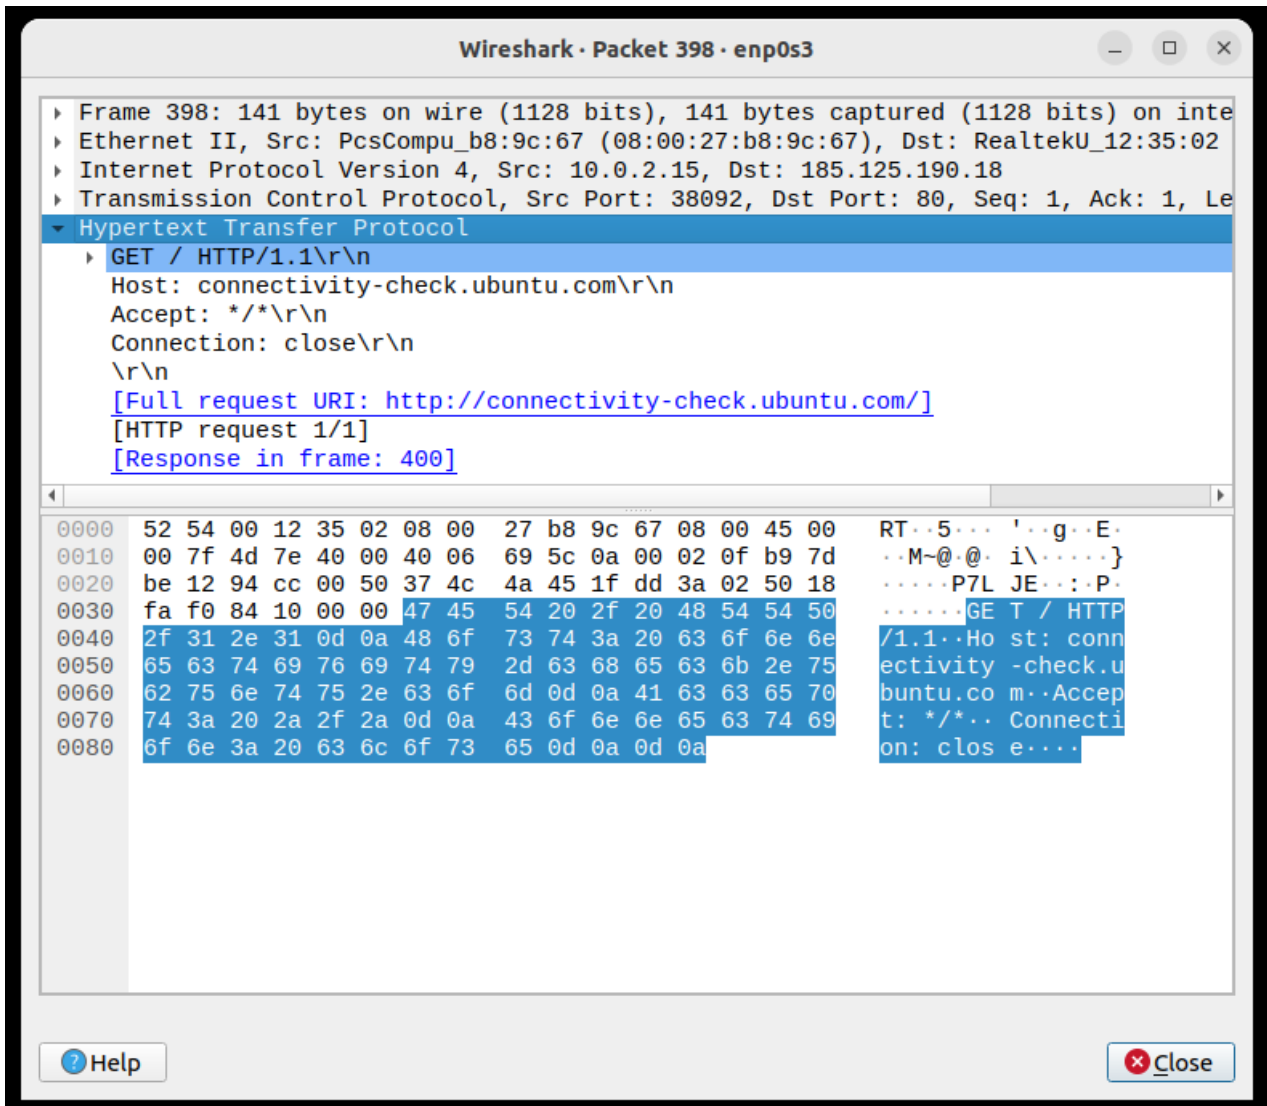 Wireshark · Packet 398 · enp0s3
Frame 398: 141 bytes on wire (1128 bits), 141 bytes captured (1128 bits) on inte
Ethernet II, Src: PcsCompu_b8:9c:67 (08:00:27:b8:9c:67), Dst: RealtekU_12:35:02
Internet Protocol Version 4, Src: 10.0.2.15, Dst: 185.125.190.18
Transmission Control Protocol, Src Port: 38092, Dst Port: 80, Seq: 1, Ack: 1, Le
Hypertext Transfer Protocol
GET / HTTP/1.1\r\n
Host: connectivity-check.ubuntu.com\r\n
Accept: */*\r\n
Connection: close\r\n
\r\n
[Full request URI: http://connectivity-check.ubuntu.com/]
[HTTP request 1/1]
[Response in frame: 400]
0000 52 54 00 12 35 02 08 00 27 b8 9c 67 08 00 45 00 RT··5··· '··g··E·
0010 00 7f 4d 7e 40 00 40 06 69 5c 0a 00 02 0f b9 7d ··M~@·@· i\·····}
0020 be 12 94 cc 00 50 37 4c 4a 45 1f dd 3a 02 50 18 ·····P7L JE··:·P·
0030 fa f0 84 10 00 00 47 45 54 20 2f 20 48 54 54 50 ······GE T / HTTP
0040 2f 31 2e 31 0d 0a 48 6f 73 74 3a 20 63 6f 6e 6e /1.1··Ho st: conn
0050 65 63 74 69 76 69 74 79 2d 63 68 65 63 6b 2e 75 ectivity -check.u
0060 62 75 6e 74 75 2e 63 6f 6d 0d 0a 41 63 63 65 70 buntu.co m··Accep
0070 74 3a 20 2a 2f 2a 0d 0a 43 6f 6e 6e 65 63 74 69 t: */*·· Connecti
0080 6f 6e 3a 20 63 6c 6f 73 65 0d 0a 0d 0a on: clos e····
Help
Close